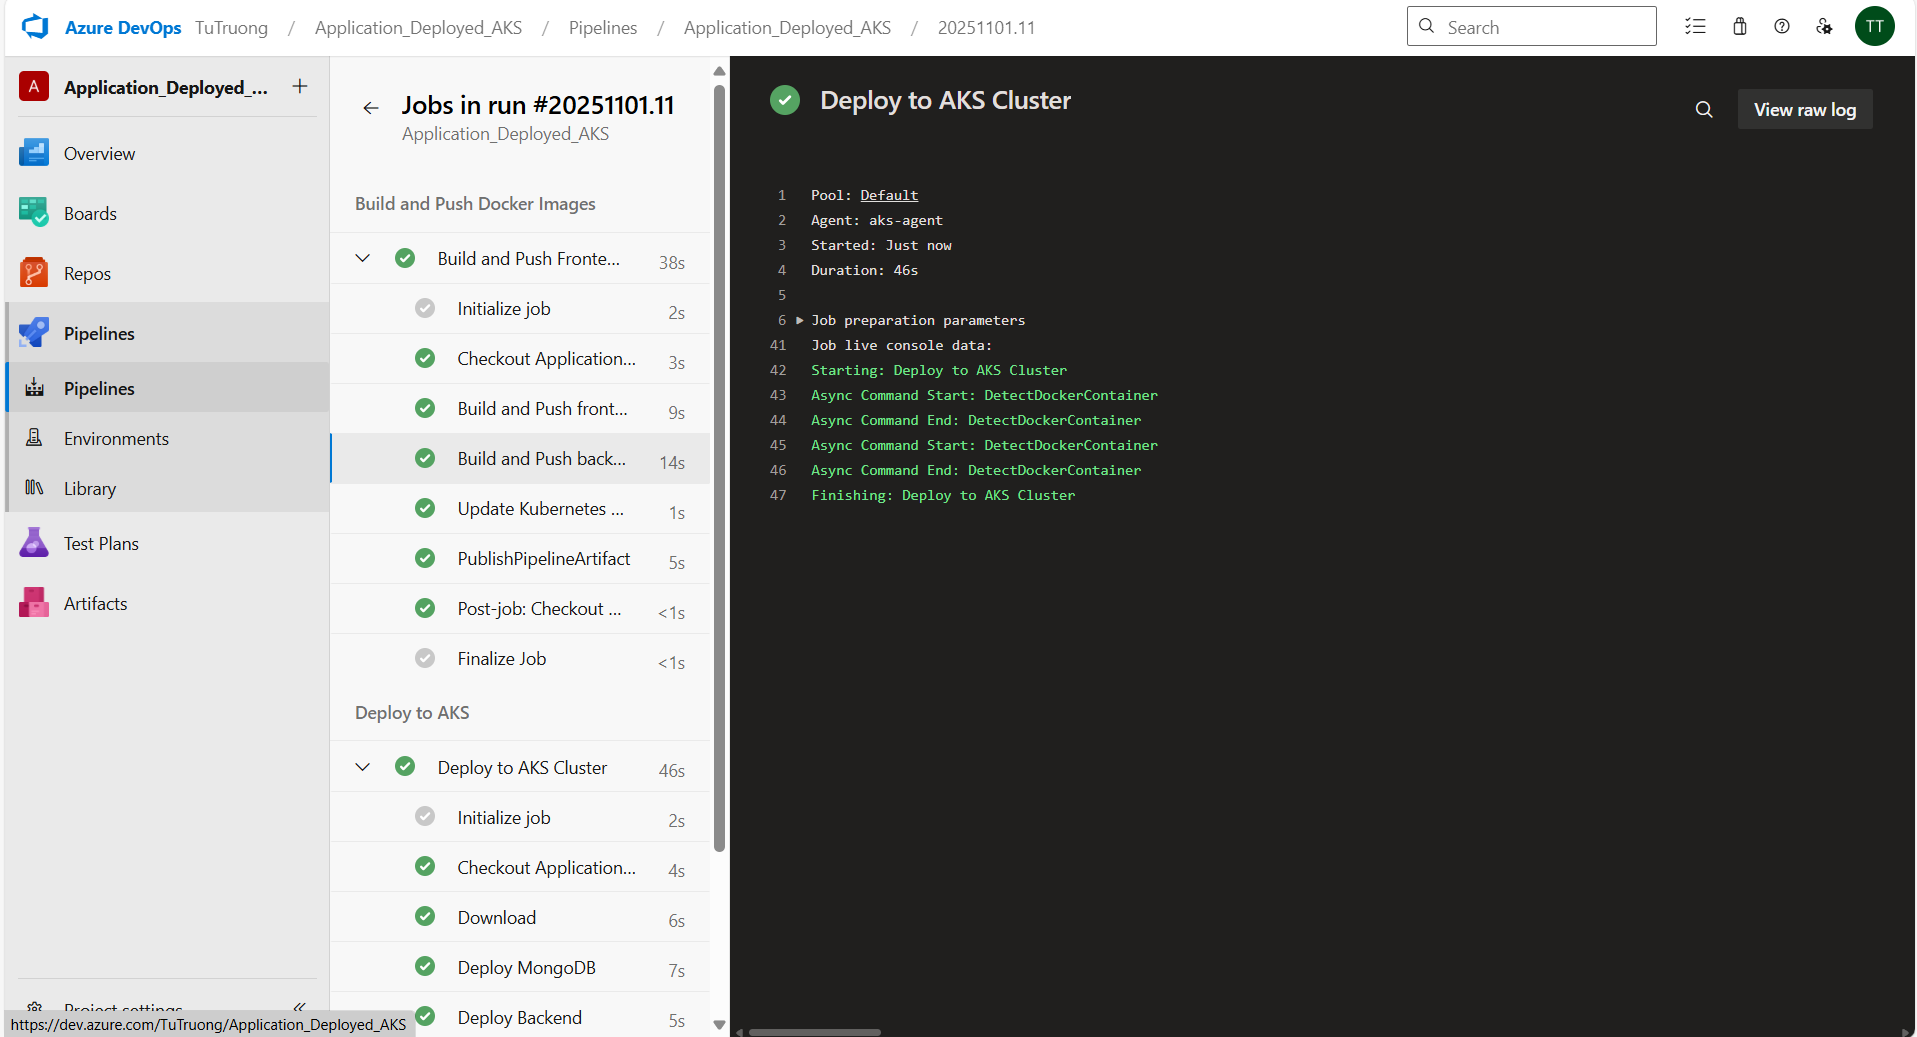 Azure DevOps TuTruong / Application_Deployed_AKS / Pipelines / Application_Deployed_AKS / 20251101.11
Search
TT
A Application_Deployed_... +
Overview
Boards
Repos
Pipelines
Pipelines
Environments
Library
Test Plans
Artifacts
Project settings
https://dev.azure.com/TuTruong/Application_Deployed_AKS
Jobs in run #20251101.11
Application_Deployed_AKS
Build and Push Docker Images
Build and Push Fronte... 38s
Initialize job 2s
Checkout Application... 3s
Build and Push front... 9s
Build and Push back... 14s
Update Kubernetes ... 1s
PublishPipelineArtifact 5s
Post-job: Checkout ... <1s
Finalize Job <1s
Deploy to AKS
Deploy to AKS Cluster 46s
Initialize job 2s
Checkout Application... 4s
Download 6s
Deploy MongoDB 7s
Deploy Backend 5s
Deploy to AKS Cluster
View raw log
1 Pool: Default
2 Agent: aks-agent
3 Started: Just now
4 Duration: 46s
5
6 Job preparation parameters
41 Job live console data:
42 Starting: Deploy to AKS Cluster
43 Async Command Start: DetectDockerContainer
44 Async Command End: DetectDockerContainer
45 Async Command Start: DetectDockerContainer
46 Async Command End: DetectDockerContainer
47 Finishing: Deploy to AKS Cluster